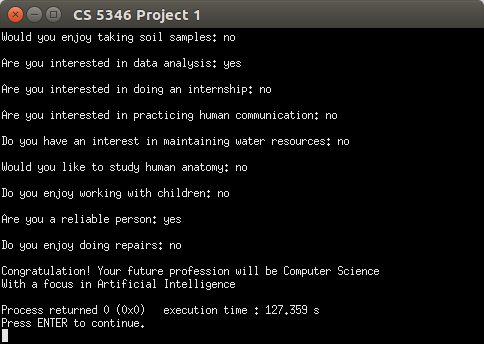 CS 5346 Project 1
Would you enjoy taking soil samples: no
Are you interested in data analysis: yes
Are you interested in doing an internship: no
Are you interested in practicing human communication: no
Do you have an interest in maintaining water resources: no
Would you like to study human anatomy: no
Do you enjoy working with children: no
Are you a reliable person: yes
Do you enjoy doing repairs: no
Congratulation! Your future profession will be Computer Science
With a focus in Artificial Intelligence
Process returned 0 (0x0)   execution time : 127.359 s
Press ENTER to continue.